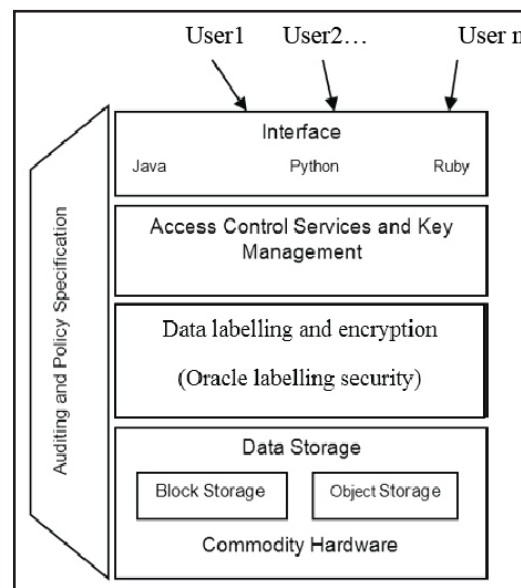 User1 User2... User n
Interface
Java Python Ruby
Access Control Services and Key
Management
Data labelling and encryption
(Oracle labelling security)
Data Storage
Block Storage Object Storage
Commodity Hardware
Auditing and Policy Specification